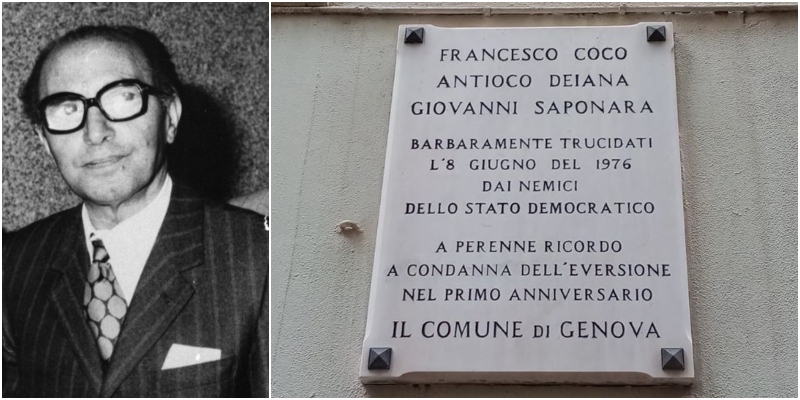 FRANCESCO COCO
ANTIOCO DEIANA
GIOVANNI SAPONARA
BARBARAMENTE TRUCIDATI
L'8 GIUGNO DEL 1976
DAI NEMICI
DELLO STATO DEMOCRATICO
A PERENNE RICORDO
A CONDANNA DELL'EVERSIONE
NEL PRIMO ANNIVERSARIO
IL COMUNE DI GENOVA